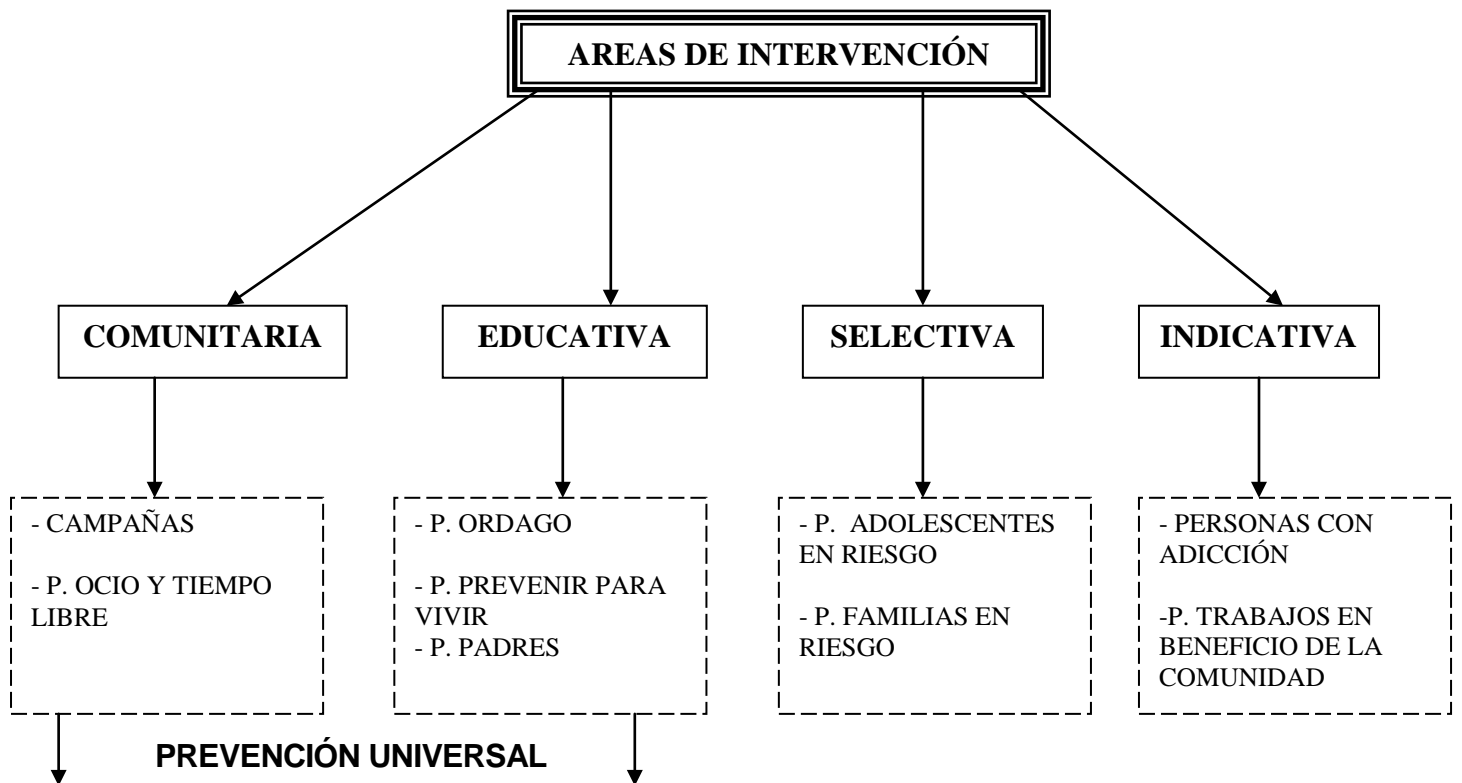 AREAS DE INTERVENCIÓN
COMUNITARIA
EDUCATIVA
SELECTIVA
INDICATIVA
- CAMPAÑAS
- P. OCIO Y TIEMPO
LIBRE
- P. ORDAGO
- P. PREVENIR PARA
VIVIR
- P. PADRES
- P. ADOLESCENTES
EN RIESGO
- P. FAMILIAS EN
RIESGO
- PERSONAS CON
ADICCIÓN
-P. TRABAJOS EN
BENEFICIO DE LA
COMUNIDAD
PREVENCIÓN UNIVERSAL